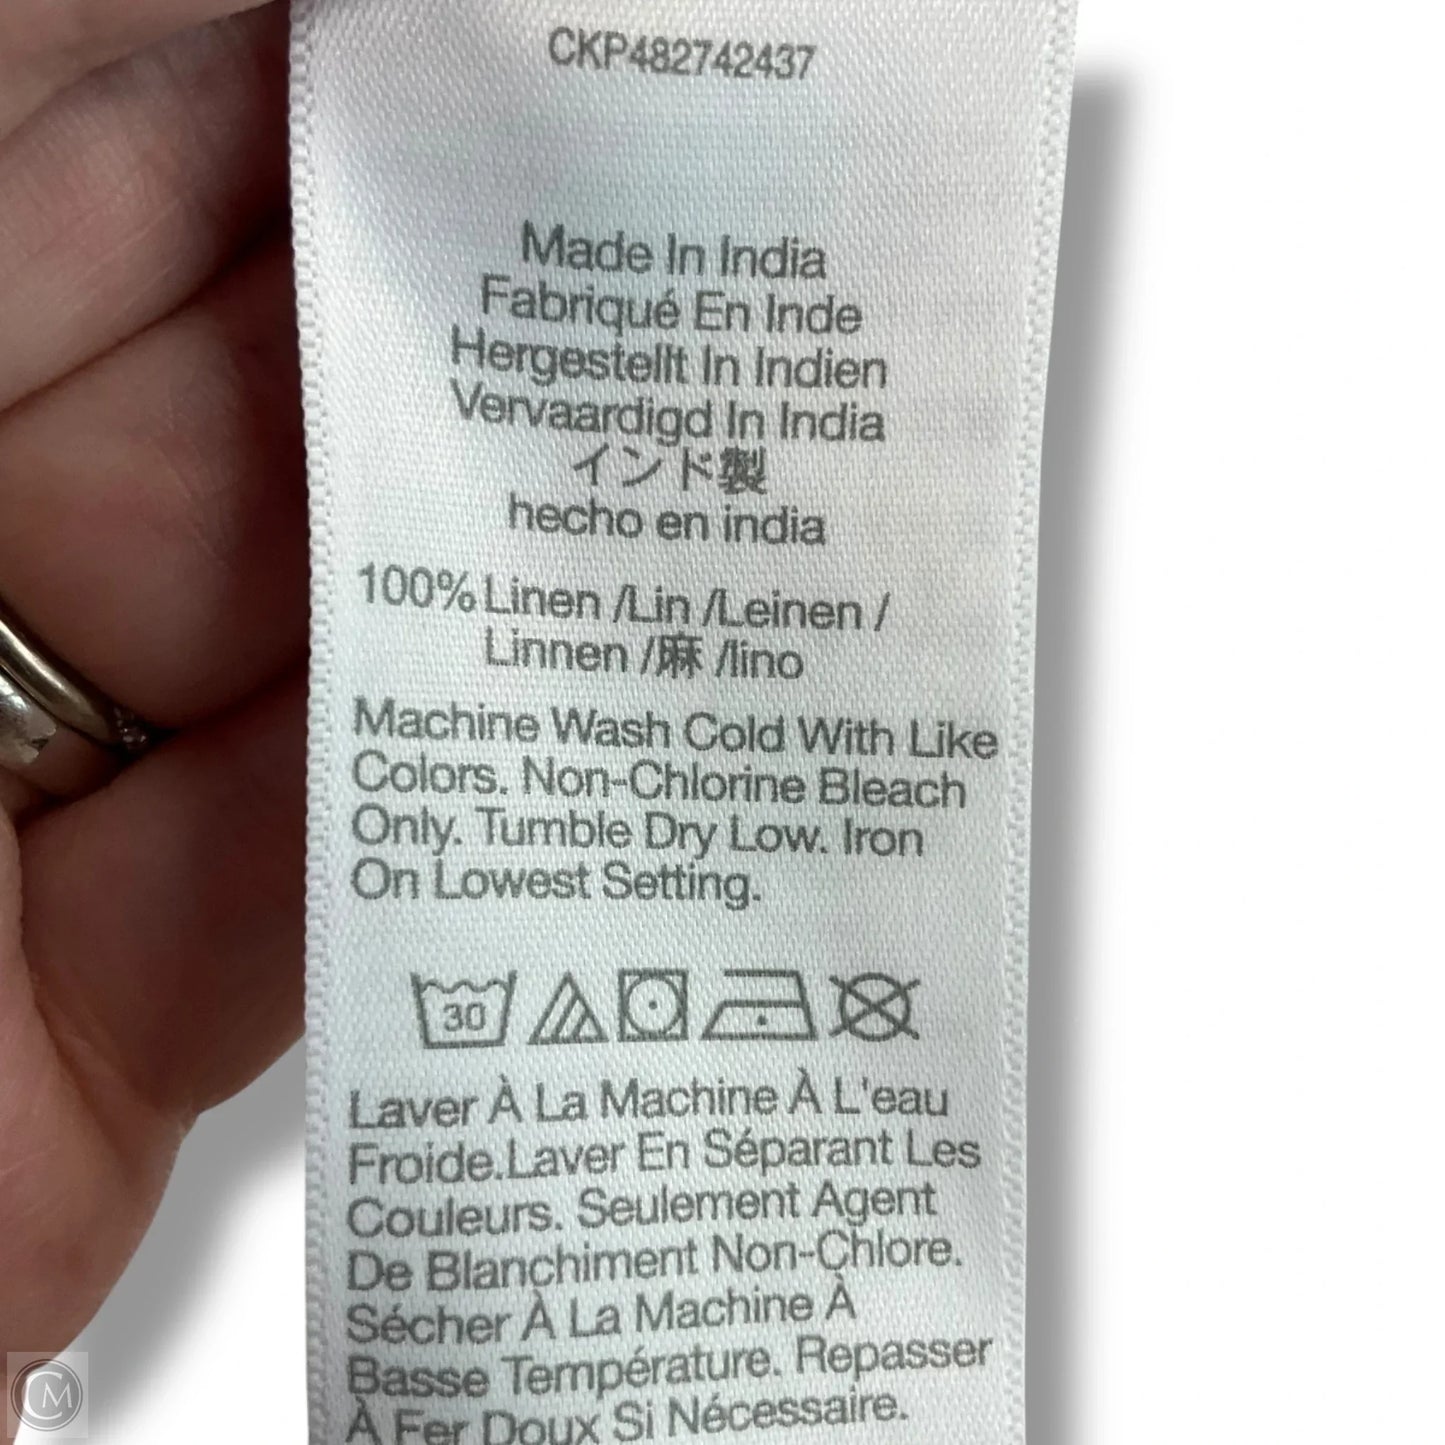 CKP482742437
Made In India
Fabriqué En Inde
Hergestellt In Indien
Vervaardigd In India
インド製
hecho en india
100% Linen /Lin /Leinen /
Linnen /麻 /lino
Machine Wash Cold With Like
Colors. Non-Chlorine Bleach
Only. Tumble Dry Low. Iron
On Lowest Setting.
30
Laver À La Machine À L'eau
Froide.Laver En Séparant Les
Couleurs. Seulement Agent
De Blanchiment Non-Chlore.
Sécher À La Machine À
Basse Température. Repasser
À Fer Doux Si Nécessaire.
CM